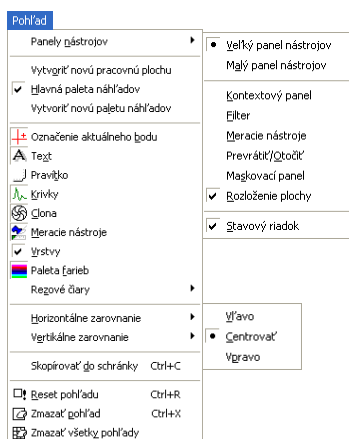 Pohľad
Panely nástrojov
Veľký panel nástrojov
Malý panel nástrojov
Vytvoriť novú pracovnú plochu
Hlavná paleta náhľadov
Vytvoriť novú paletu náhľadov
Kontextový panel
Filter
Meracie nástroje
Prevrátiť/Otočiť
Maskovací panel
Rozloženie plochy
Stavový riadok
Označenie aktuálneho bodu
Text
Pravítko
Krivky
Clona
Meracie nástroje
Vrstvy
Paleta farieb
Rezové čiary
Horizontálne zarovnanie
Vertikálne zarovnanie
Vľavo
Centrovať
Vpravo
Skopírovať do schránky Ctrl+C
Reset pohľadu Ctrl+R
Zmazať pohľad Ctrl+X
Zmazať všetky pohľady